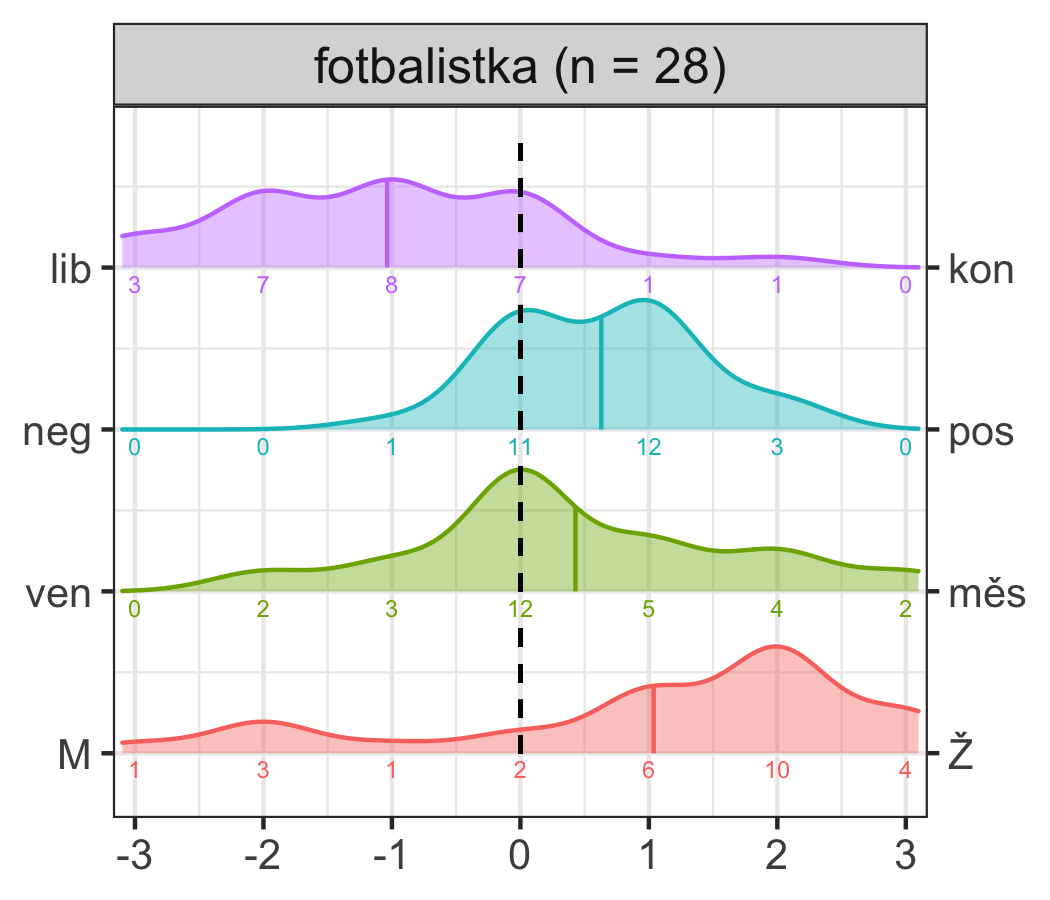 fotbalistka (n = 28)
lib kon
3 7 8 7 1 1 0
neg pos
0 0 1 11 12 3 0
ven měs
0 2 3 12 5 4 2
M Ž
1 3 1 2 6 10 4
-3 -2 -1 0 1 2 3